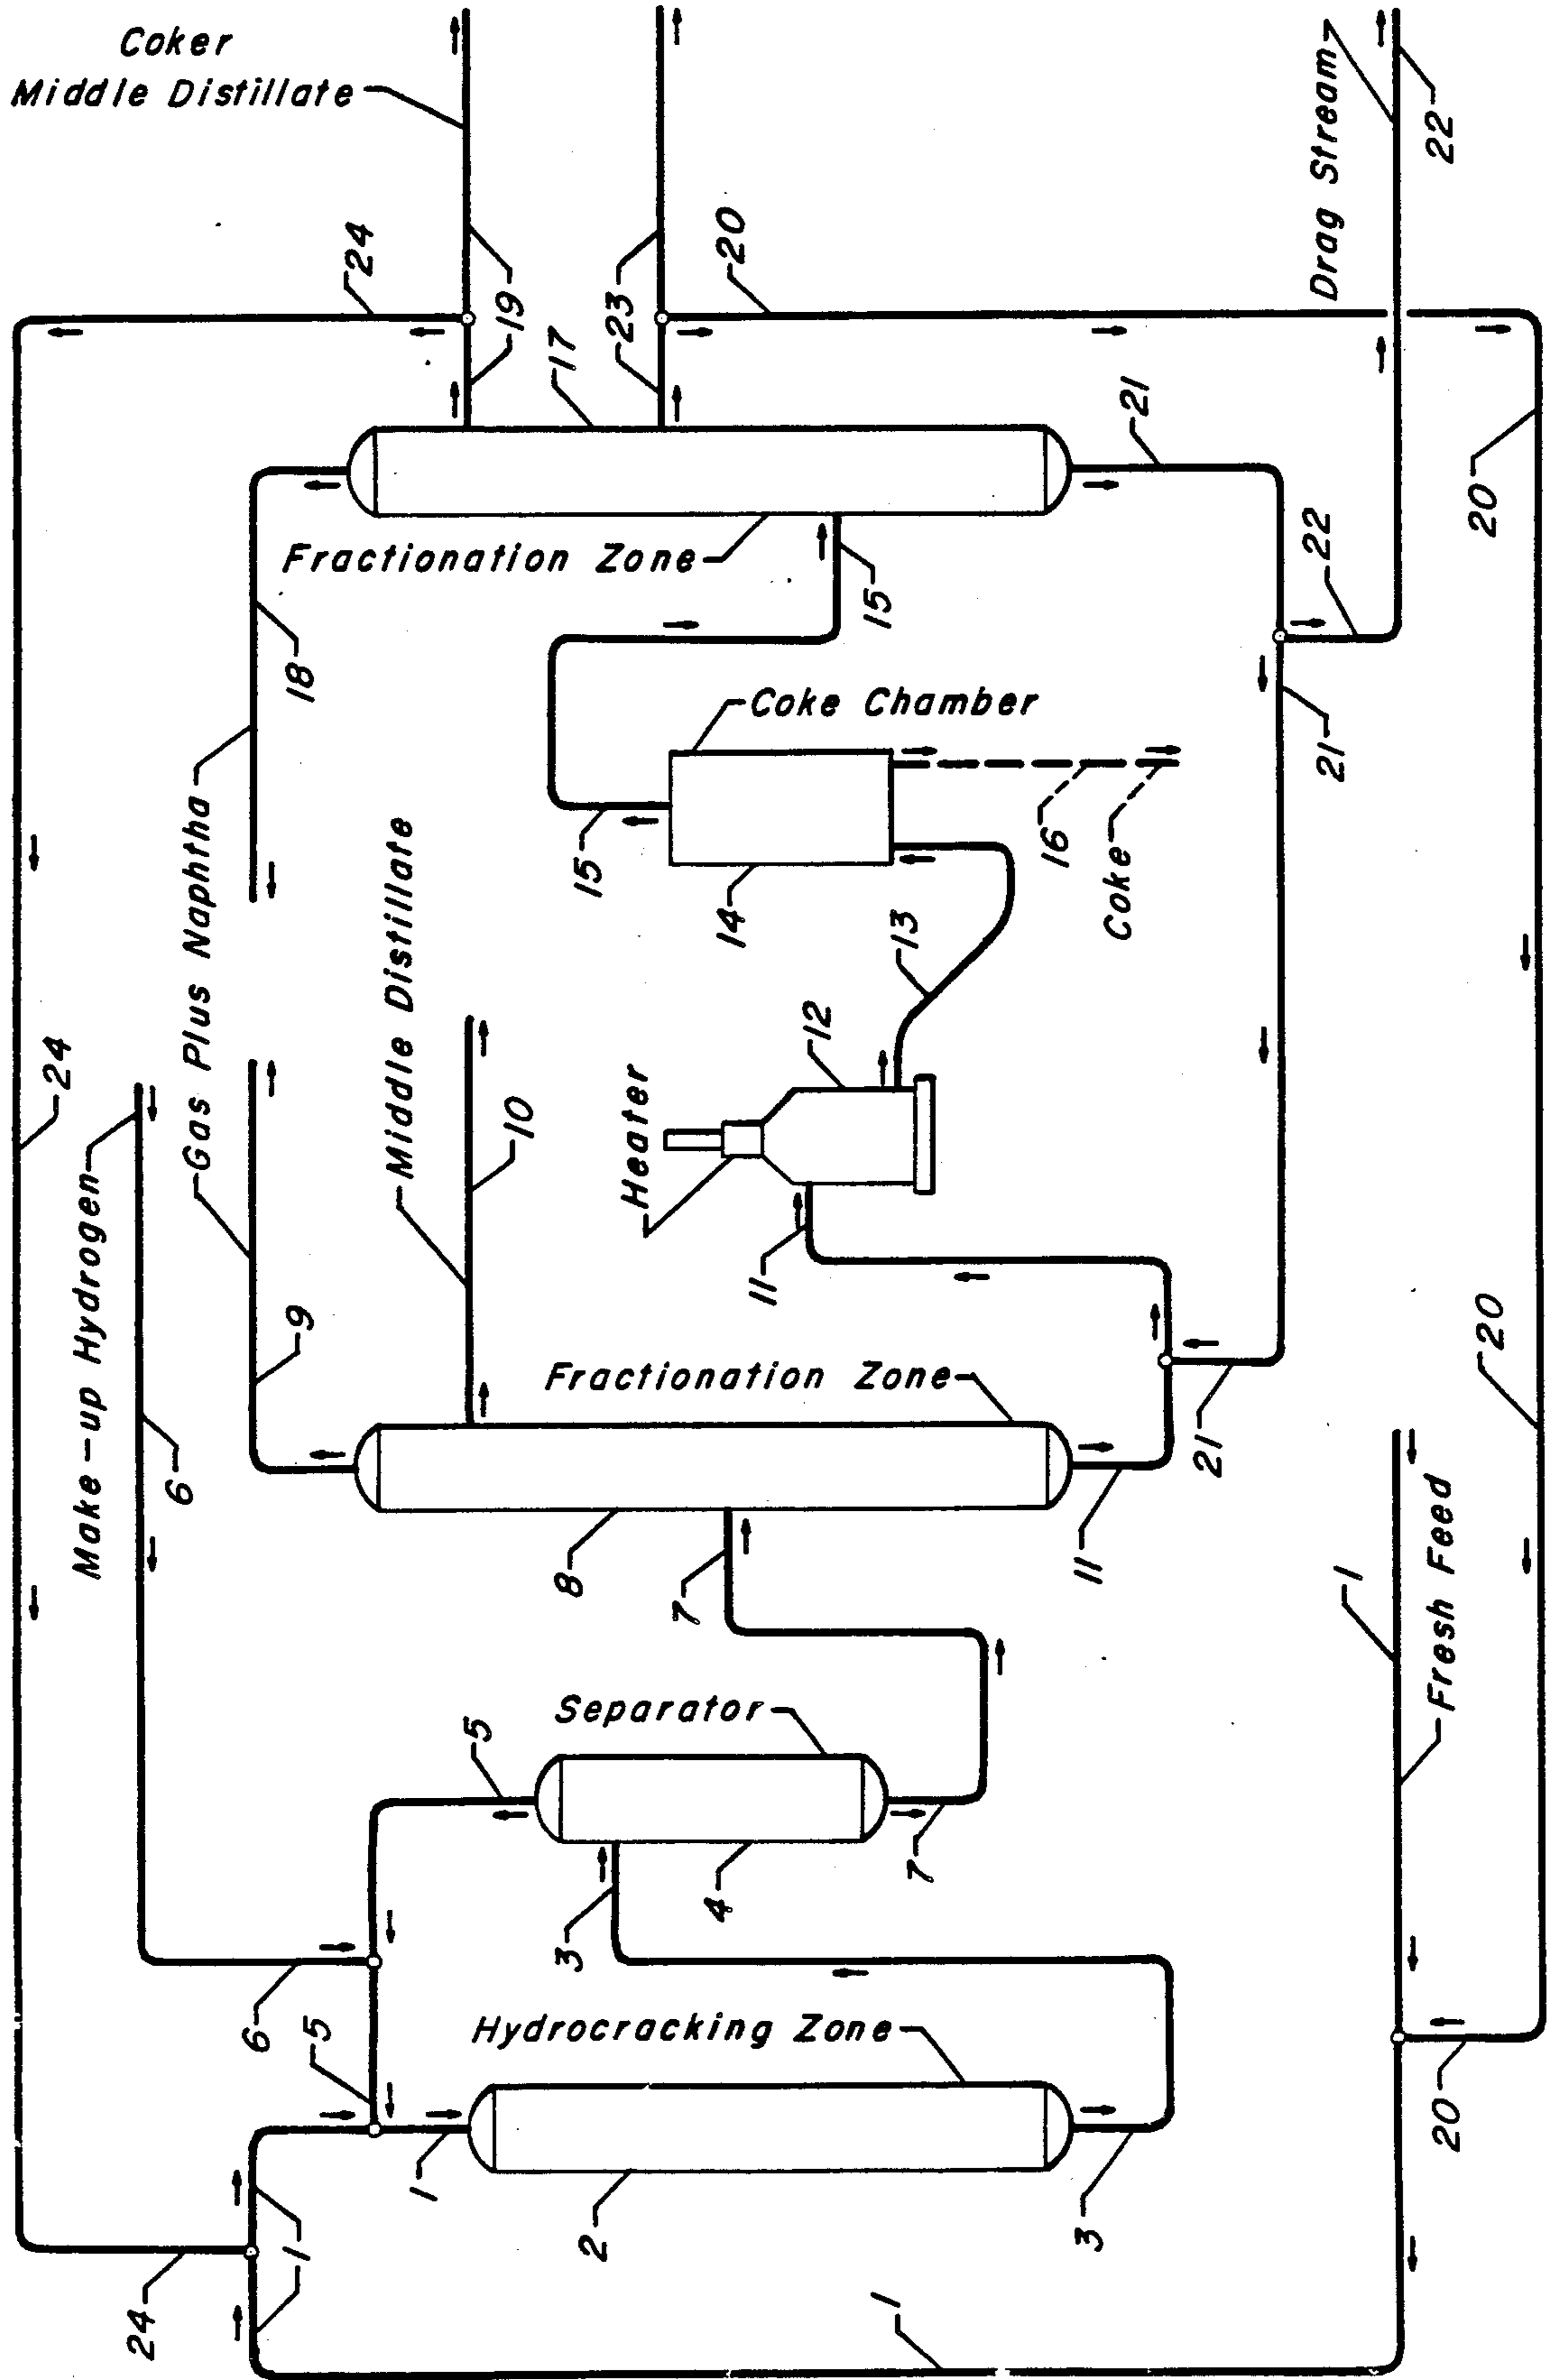 Coker
Middle Distillate
22
Drag Stream
24
20
19
23
17
21
20
Fractionation Zone
22
15
18
Coke Chamber
21
16
15
Coke
14
13
Gas Plus Naphtha
Middle Distillate
12
24
10
Heater
11
9
20
Make-up Hydrogen
Fractionation Zone
21
6
11
1
8
7
Fresh Feed
Separator
5
7
4
3
6
5
Hydrocracking Zone
20
1
2
3
1
1
24